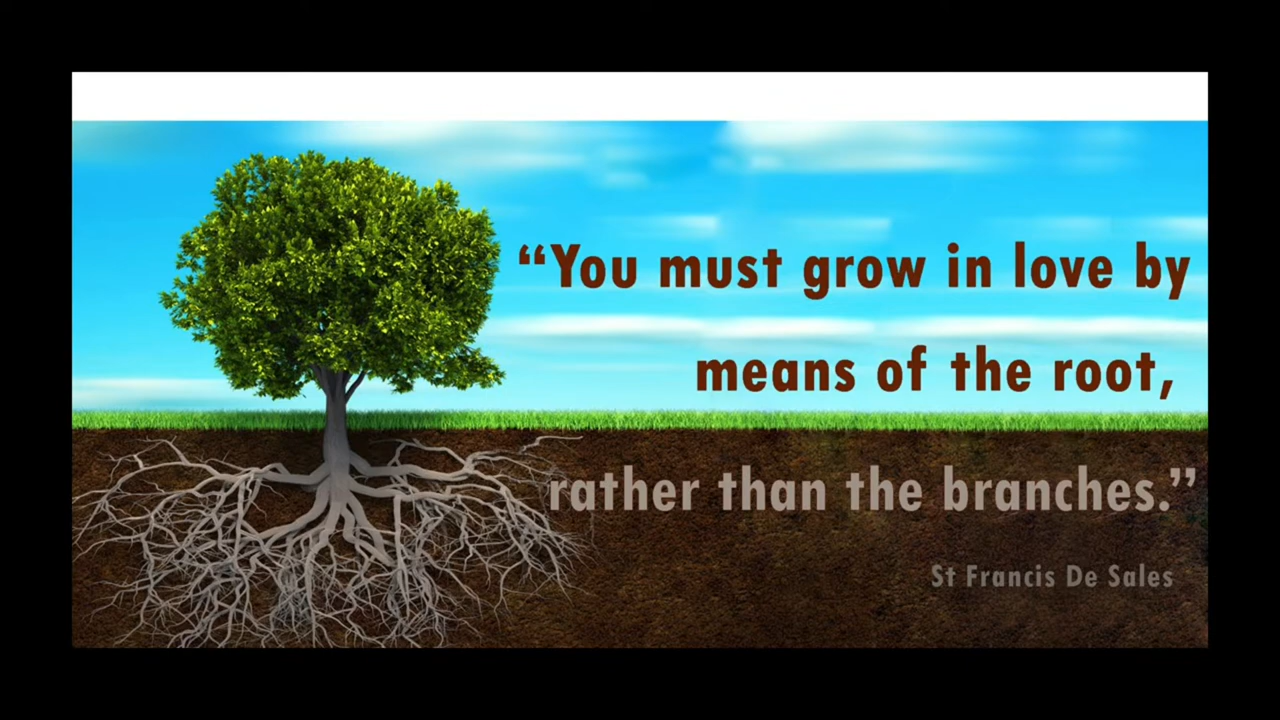 “You must grow in love by
means of the root,
rather than the branches.”
St Francis De Sales